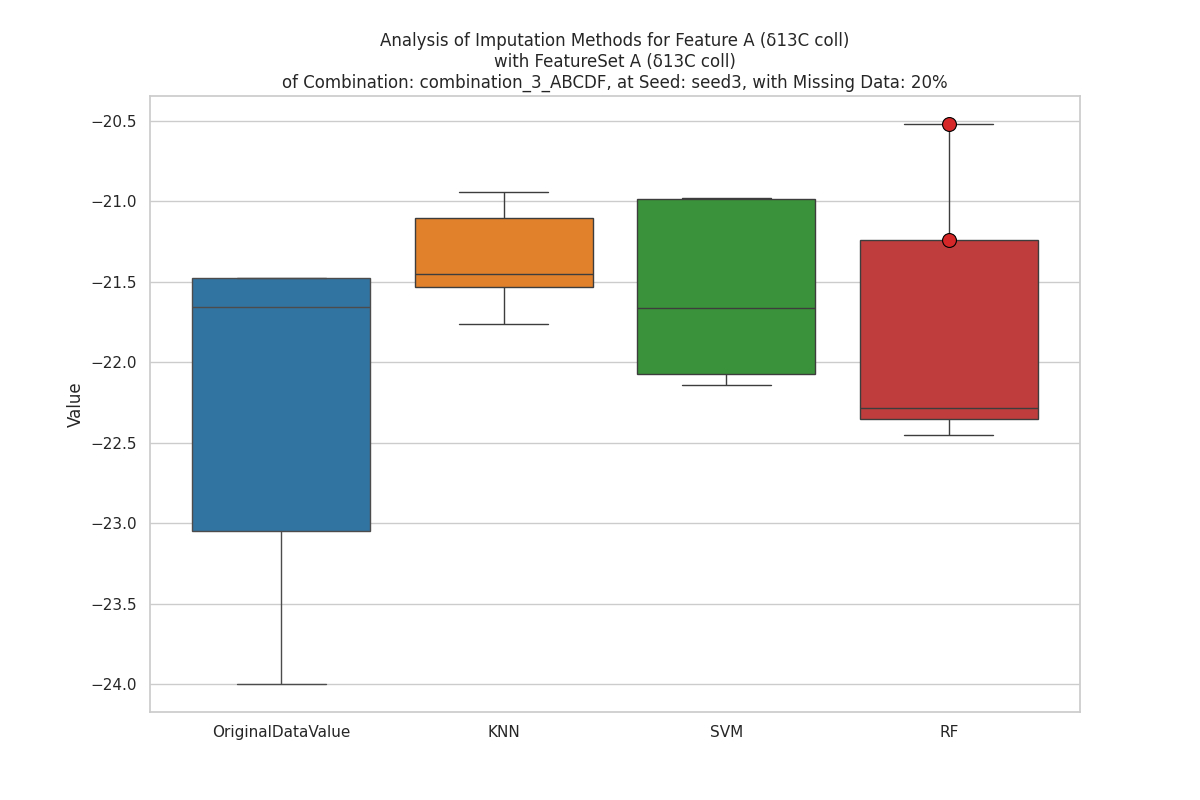 Analysis of Imputation Methods for Feature A (δ13C coll)
with FeatureSet A (δ13C coll)
of Combination: combination_3_ABCDF, at Seed: seed3, with Missing Data: 20%
Value
−20.5
−21.0
−21.5
−22.0
−22.5
−23.0
−23.5
−24.0
OriginalDataValue
KNN
SVM
RF